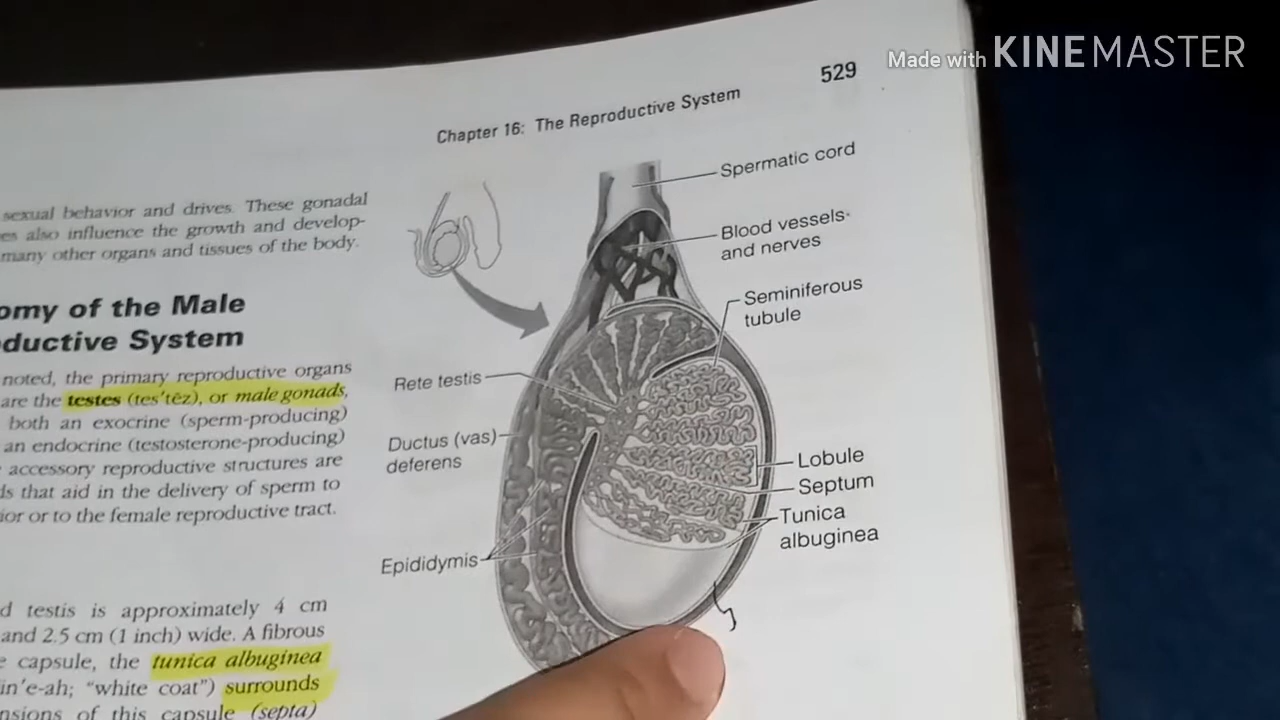 Made with KINEMASTER
529
Chapter 16: The Reproductive System
sexual behavior and drives. These gonadal
also influence the growth and develop-
many other organs and tissues of the body.
of the Male
System
noted, the primary reproductive organs
are the testes (tes'tēz), or male gonads,
both an exocrine (sperm-producing)
an endocrine (testosterone-producing)
accessory reproductive structures are
that aid in the delivery of sperm to
or to the female reproductive tract.
testis is approximately 4 cm
and 2.5 cm (1 inch) wide. A fibrous
capsule, the tunica albuginea
"white coat") surrounds
of this capsule (septa)
Spermatic cord
Blood vessels
and nerves
Seminiferous
tubule
Rete testis
Ductus (vas)
deferens
Lobule
Septum
Tunica
albuginea
Epididymis